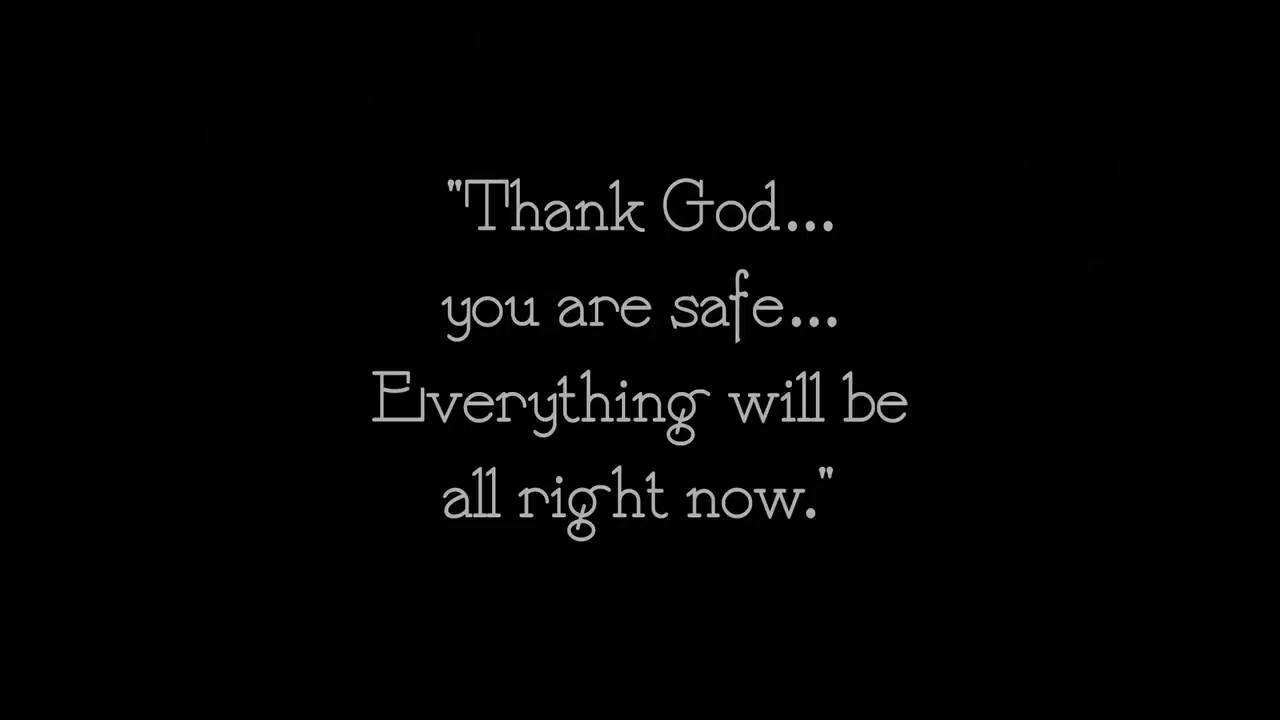 "Thank God...
you are safe...
Everything will be
all right now."